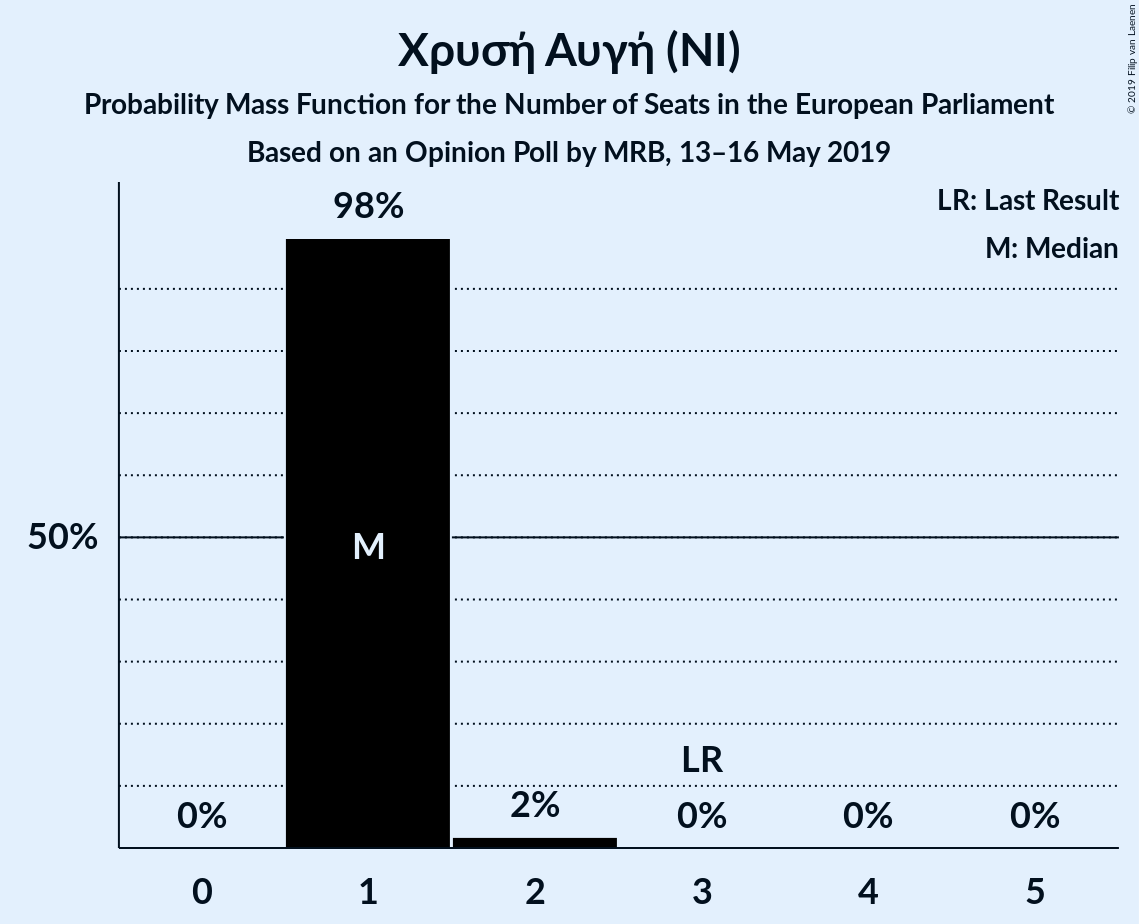 Χρυσή Αυγή (NI)
Probability Mass Function for the Number of Seats in the European Parliament
Based on an Opinion Poll by MRB, 13–16 May 2019
© 2019 Filip van Laenen
LR: Last Result
M: Median
98%
50%
M
LR
0%
2%
0%
0%
0%
0
1
2
3
4
5